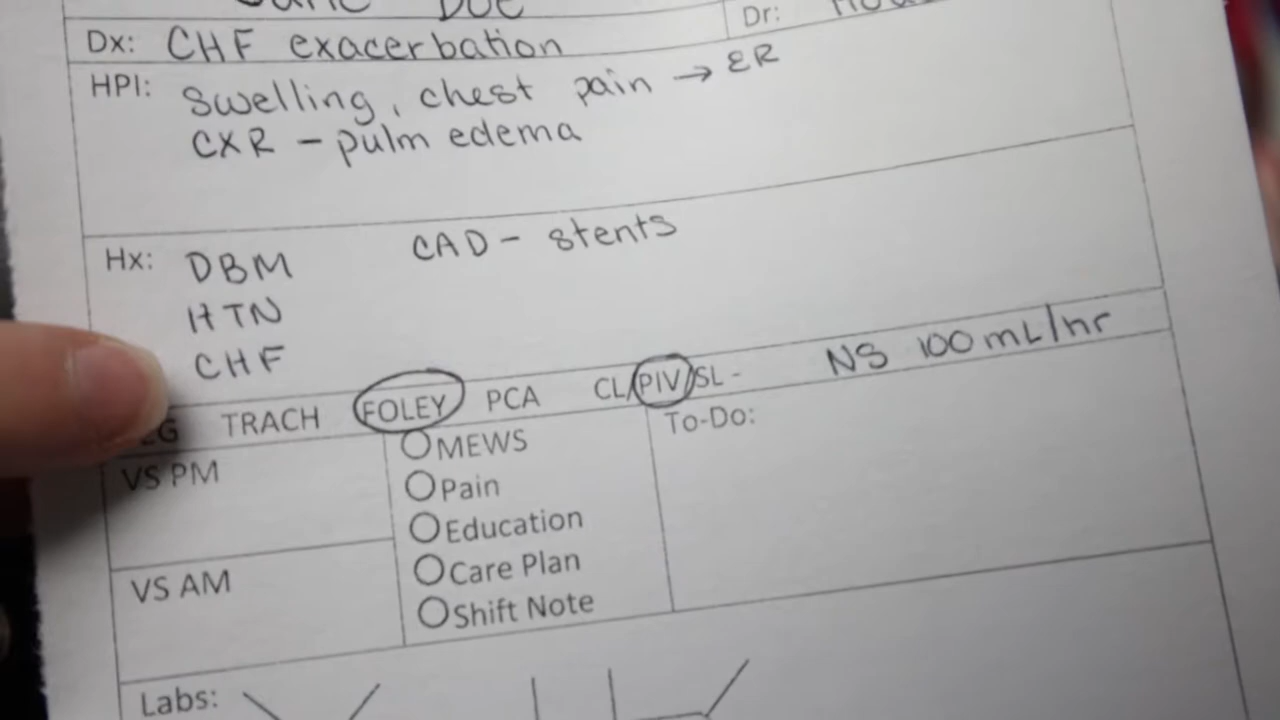 Doe Dr:
Dx: CHF exacerbation
HPI: swelling, chest pain → ER
CXR - pulm edema
Hx: DBM CAD - stents
HTN
CHF
TRACH FOLEY PCA CL/PIV/SL - NS 100mL/hr
VS PM
MEWS
Pain
Education
Care Plan
Shift Note
To-Do:
VS AM
Labs: